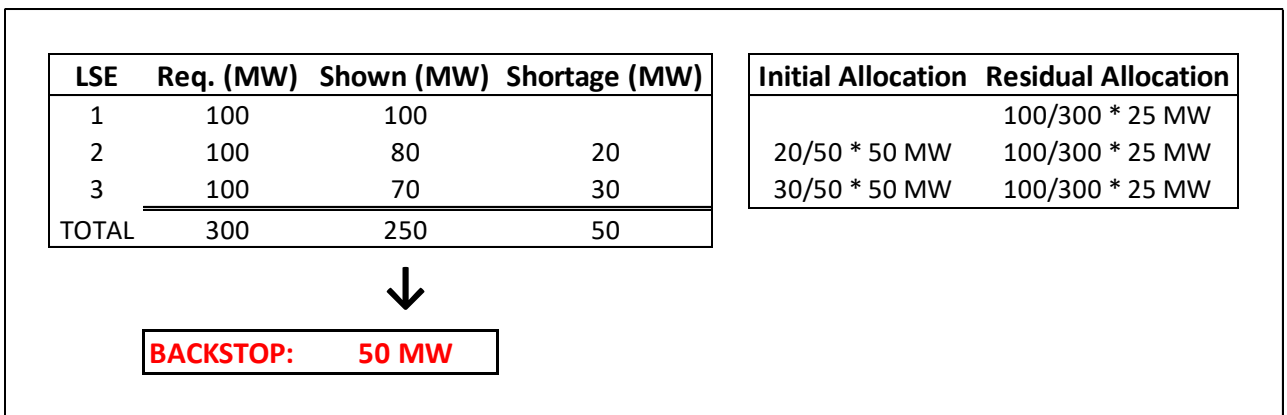 LSE Req. (MW) Shown (MW) Shortage (MW) Initial Allocation Residual Allocation
1 100 100 100/300 * 25 MW
2 100 80 20 20/50 * 50 MW 100/300 * 25 MW
3 100 70 30 30/50 * 50 MW 100/300 * 25 MW
TOTAL 300 250 50
BACKSTOP: 50 MW